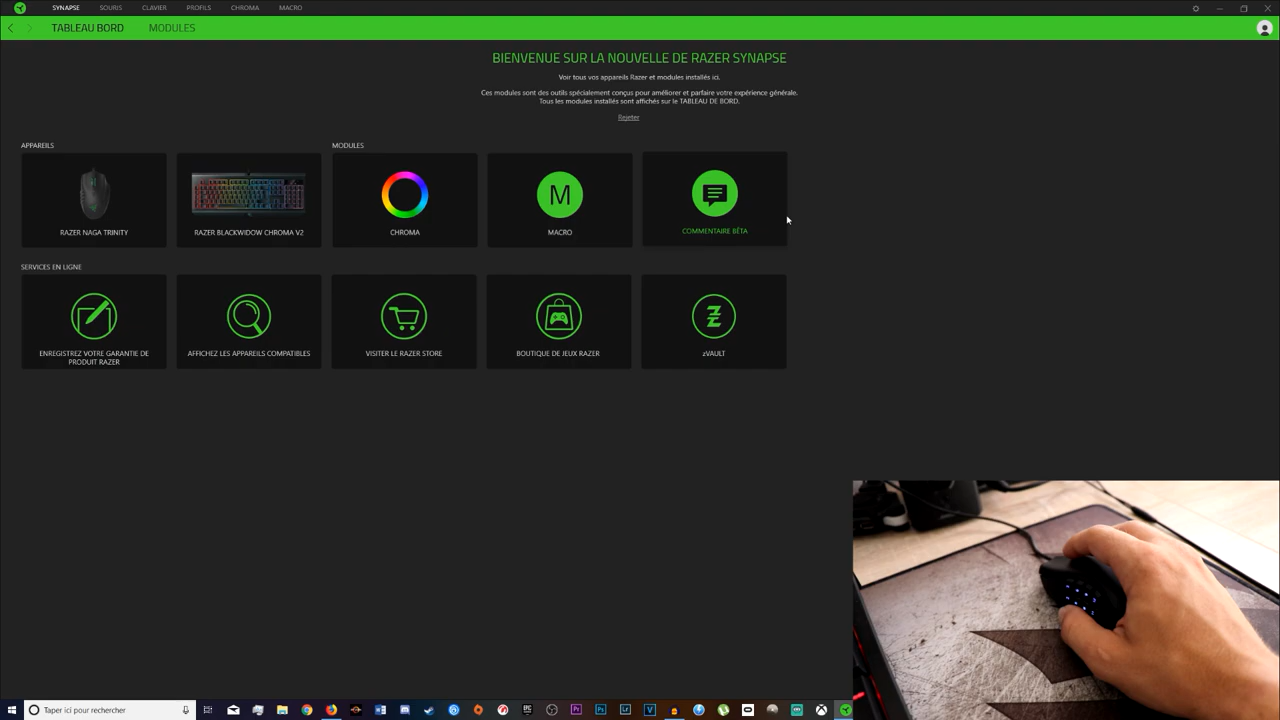 SYNAPSE SOURIS CLAVIER PROFILS CHROMA MACRO
TABLEAU BORD MODULES
BIENVENUE SUR LA NOUVELLE DE RAZER SYNAPSE
Voir tous vos appareils Razer et modules installés ici.
Ces modules sont des outils spécialement conçus pour améliorer et parfaire votre expérience générale.
Tous les modules installés sont affichés sur le TABLEAU DE BORD.
Rejeter
APPAREILS
MODULES
RAZER NAGA TRINITY
RAZER BLACKWIDOW CHROMA V2
CHROMA
M
MACRO
COMMENTAIRE BÊTA
SERVICES EN LIGNE
ENREGISTREZ VOTRE GARANTIE DE
PRODUIT RAZER
AFFICHEZ LES APPAREILS COMPATIBLES
VISITER LE RAZER STORE
BOUTIQUE DE JEUX RAZER
zVAULT
Taper ici pour rechercher
EPIC
Pr
Ps
Lr
V